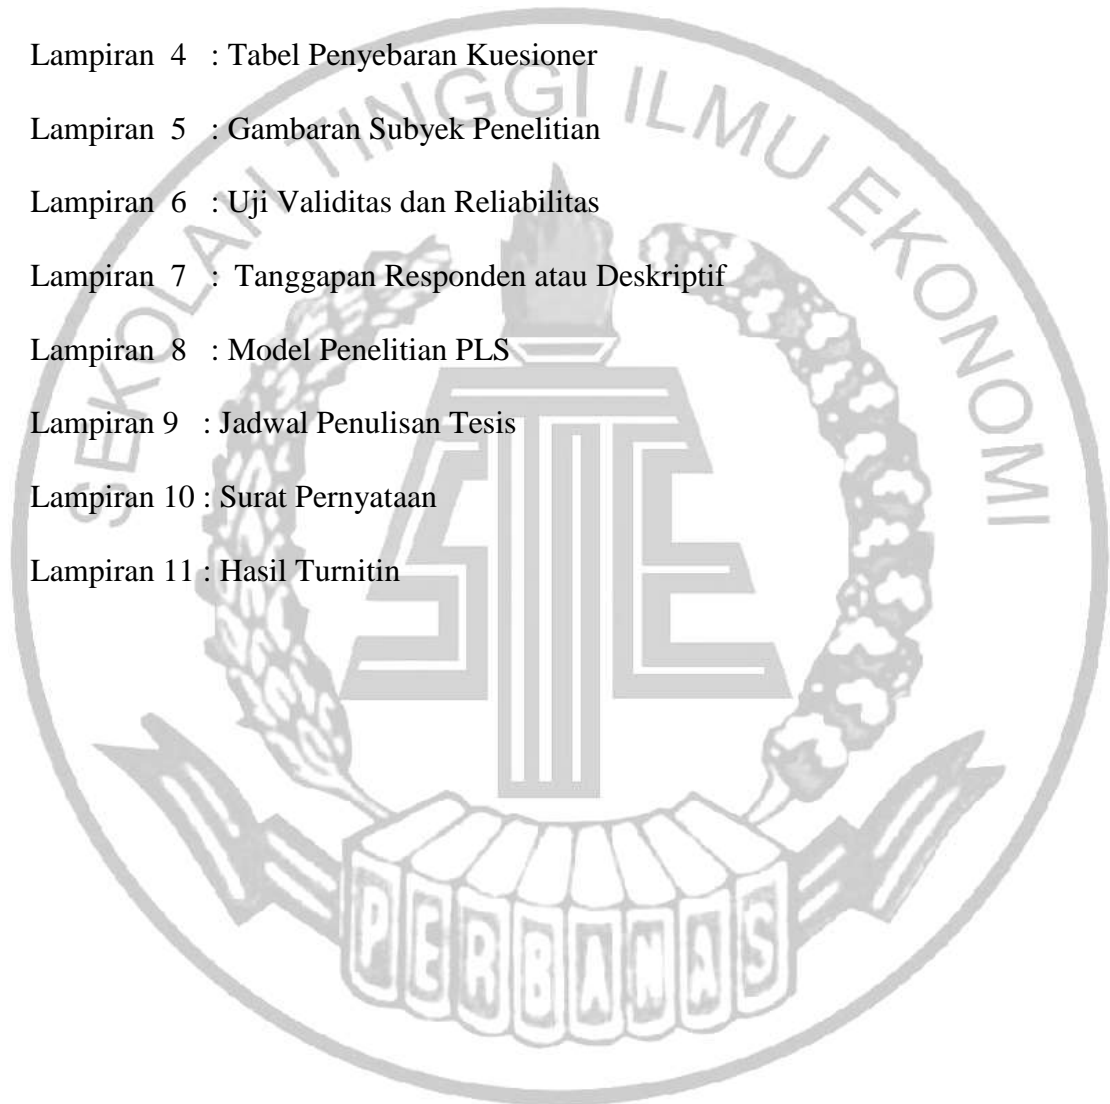 Lampiran 4 : Tabel Penyebaran Kuesioner
Lampiran 5 : Gambaran Subyek Penelitian
Lampiran 6 : Uji Validitas dan Reliabilitas
Lampiran 7 : Tanggapan Responden atau Deskriptif
Lampiran 8 : Model Penelitian PLS
Lampiran 9 : Jadwal Penulisan Tesis
Lampiran 10 : Surat Pernyataan
Lampiran 11 : Hasil Turnitin
SEKOLAH TINGGI ILMU EKONOMI
STIE
PERBANAS